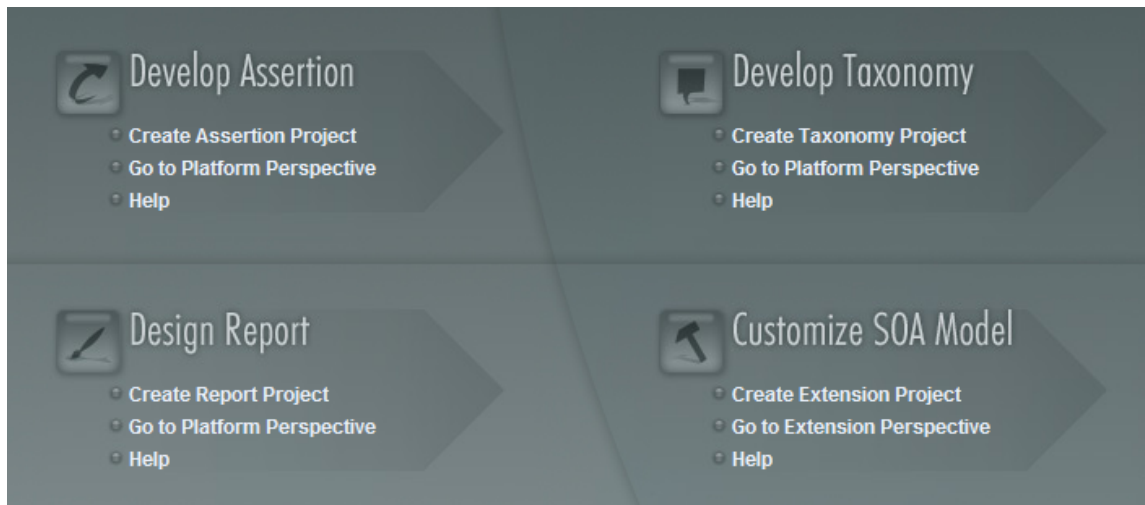 Develop Assertion
Create Assertion Project
Go to Platform Perspective
Help
Develop Taxonomy
Create Taxonomy Project
Go to Platform Perspective
Help
Design Report
Create Report Project
Go to Platform Perspective
Help
Customize SOA Model
Create Extension Project
Go to Extension Perspective
Help